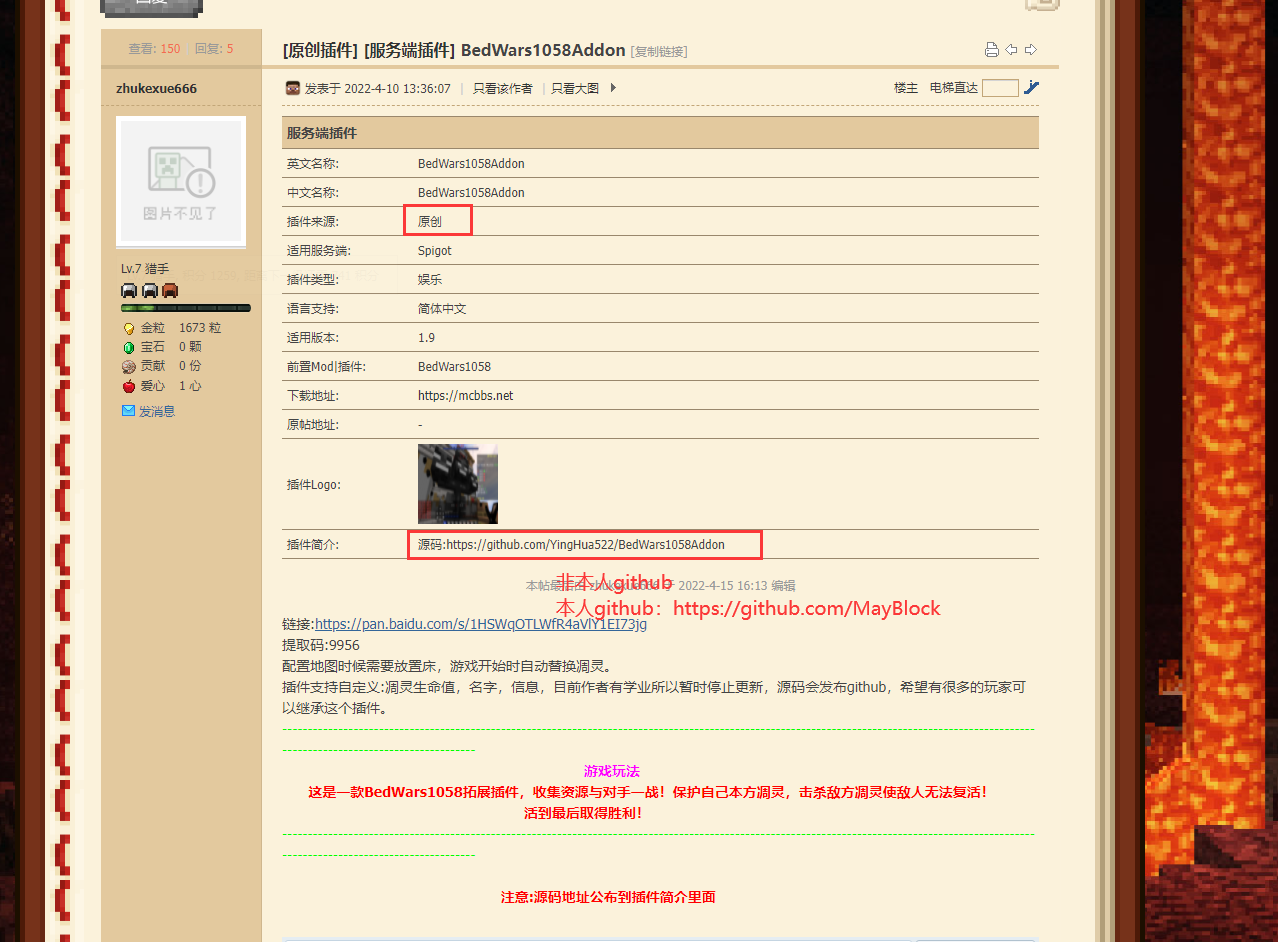 回复
查看: 150 回复: 5
[原创插件] [服务端插件] BedWars1058Addon [复制链接]
zhukexue666
发表于 2022-4-10 13:36:07 | 只看该作者 | 只看大图
楼主 电梯直达
图片不见了
Lv.7 猎手
金粒 1673 粒
宝石 0 颗
贡献 0 份
爱心 1 心
发消息
服务端插件
英文名称: BedWars1058Addon
中文名称: BedWars1058Addon
插件来源: 原创
适用服务端: Spigot
插件类型: 娱乐
语言支持: 简体中文
适用版本: 1.9
前置Mod|插件: BedWars1058
下载地址: https://mcbbs.net
原帖地址: -
插件Logo:
插件简介: 源码:https://github.com/YingHua522/BedWars1058Addon
非本人github
本帖最后由 zhukexue666 于 2022-4-15 16:13 编辑
本人github：https://github.com/MayBlock
链接:https://pan.baidu.com/s/1HSWqOTLWfR4aVlY1EI73jg
提取码:9956
配置地图时候需要放置床，游戏开始时自动替换凋灵。
插件支持自定义:凋灵生命值，名字，信息，目前作者有学业所以暂时停止更新，源码会发布github，希望有很多的玩家可
以继承这个插件。
游戏玩法
这是一款BedWars1058拓展插件，收集资源与对手一战！保护自己本方凋灵，击杀敌方凋灵使敌人无法复活！
活到最后取得胜利！
注意:源码地址公布到插件简介里面